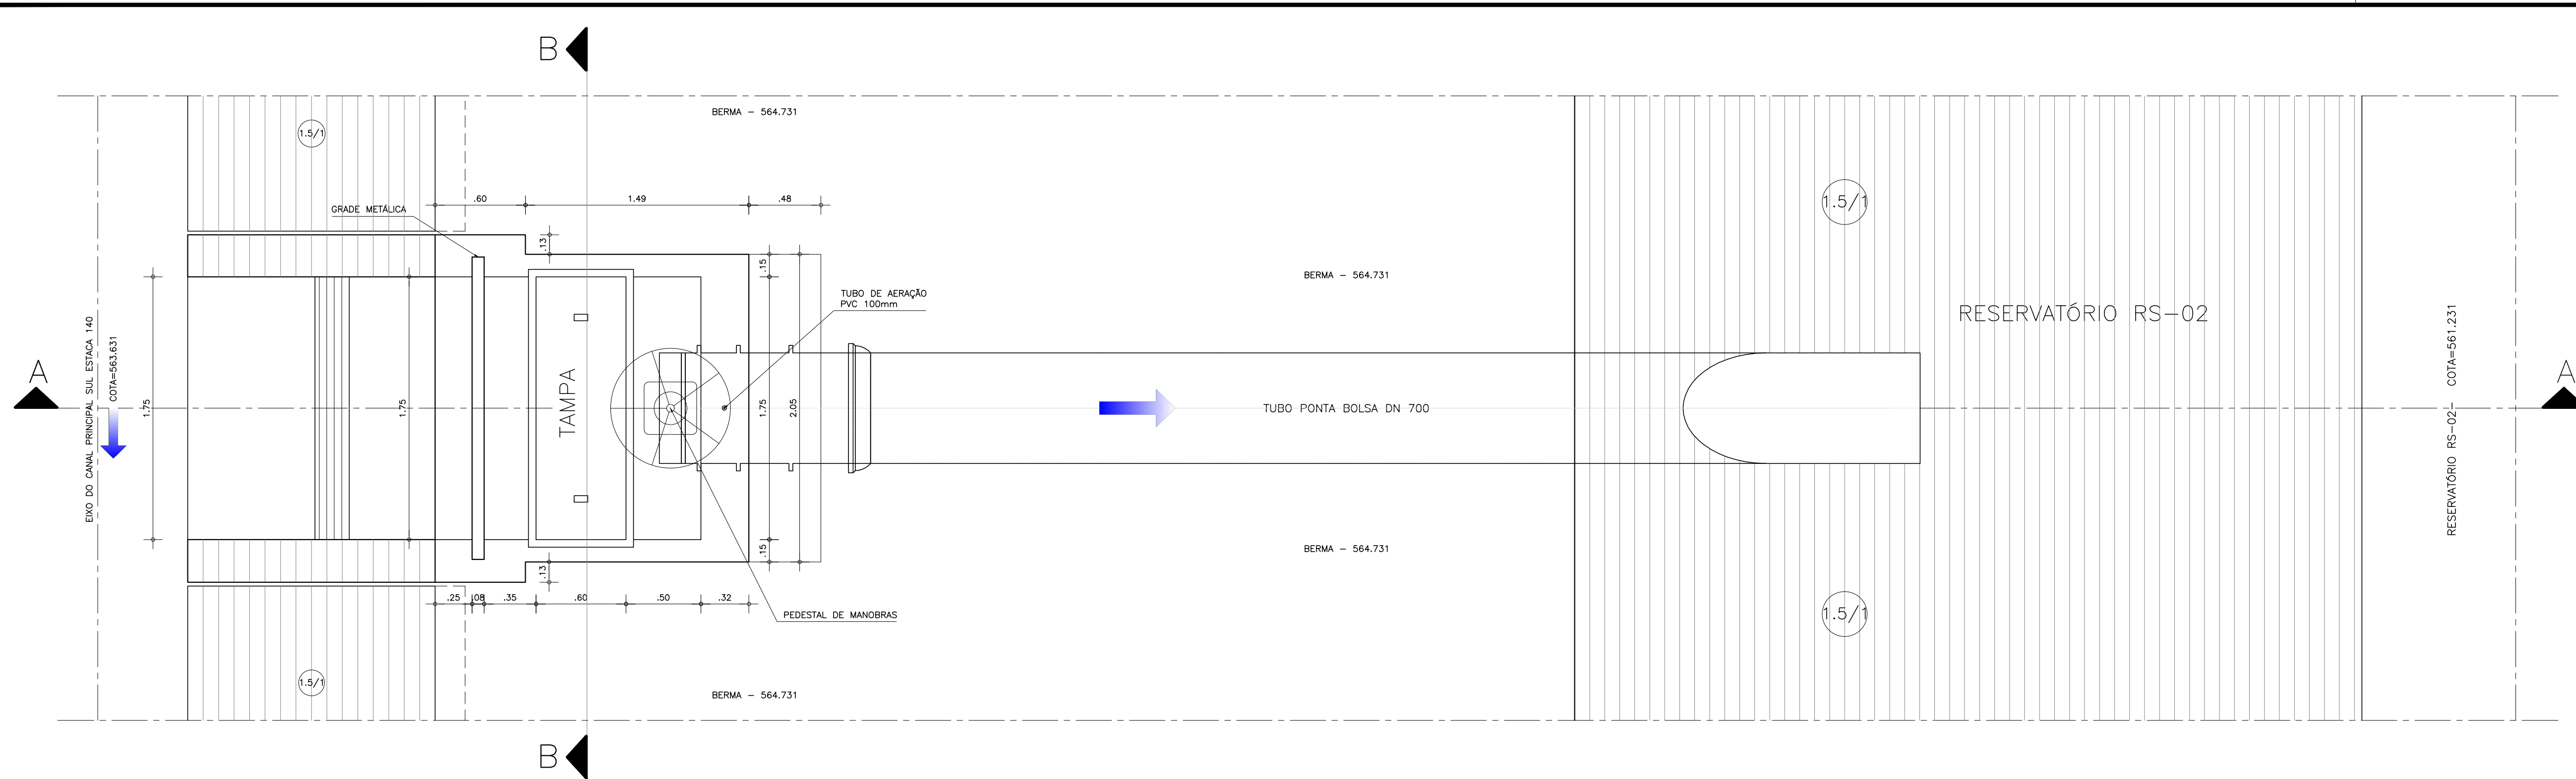 B
BERMA - 564.731
1.5/1
1.5/1
.60
1.49
.48
GRADE METÁLICA
.13
.15
BERMA - 564.731
TUBO DE AERAÇÃO
PVC 100mm
RESERVATÓRIO RS-02
A
EIXO DO CANAL PRINCIPAL SUL ESTACA 140
COTA=563.631
1.75
1.75
TAMPA
1.75
2.05
TUBO PONTA BOLSA DN 700
RESERVATÓRIO RS-02- COTA=561.231
A
.15
BERMA - 564.731
.13
.25
.08
.35
.60
.50
.32
PEDESTAL DE MANOBRAS
1.5/1
1.5/1
BERMA - 564.731
B